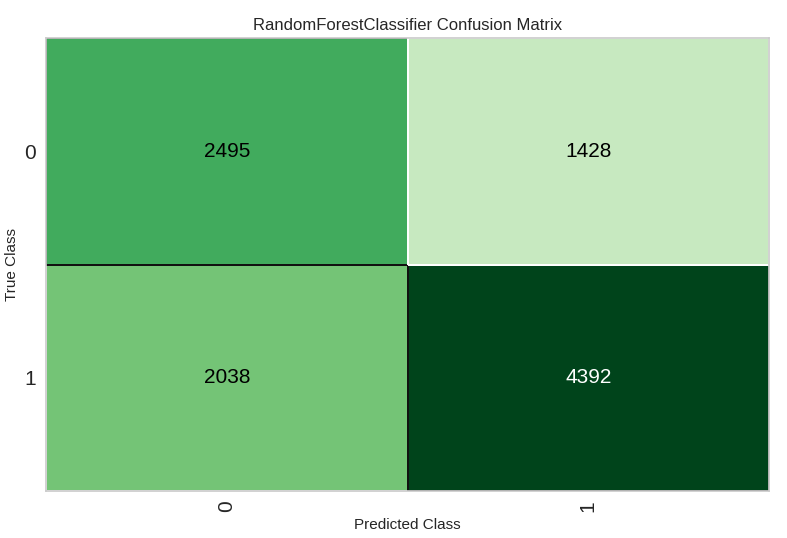 RandomForestClassifier Confusion Matrix
True Class
0
2495
1428
1
2038
4392
0
1
Predicted Class